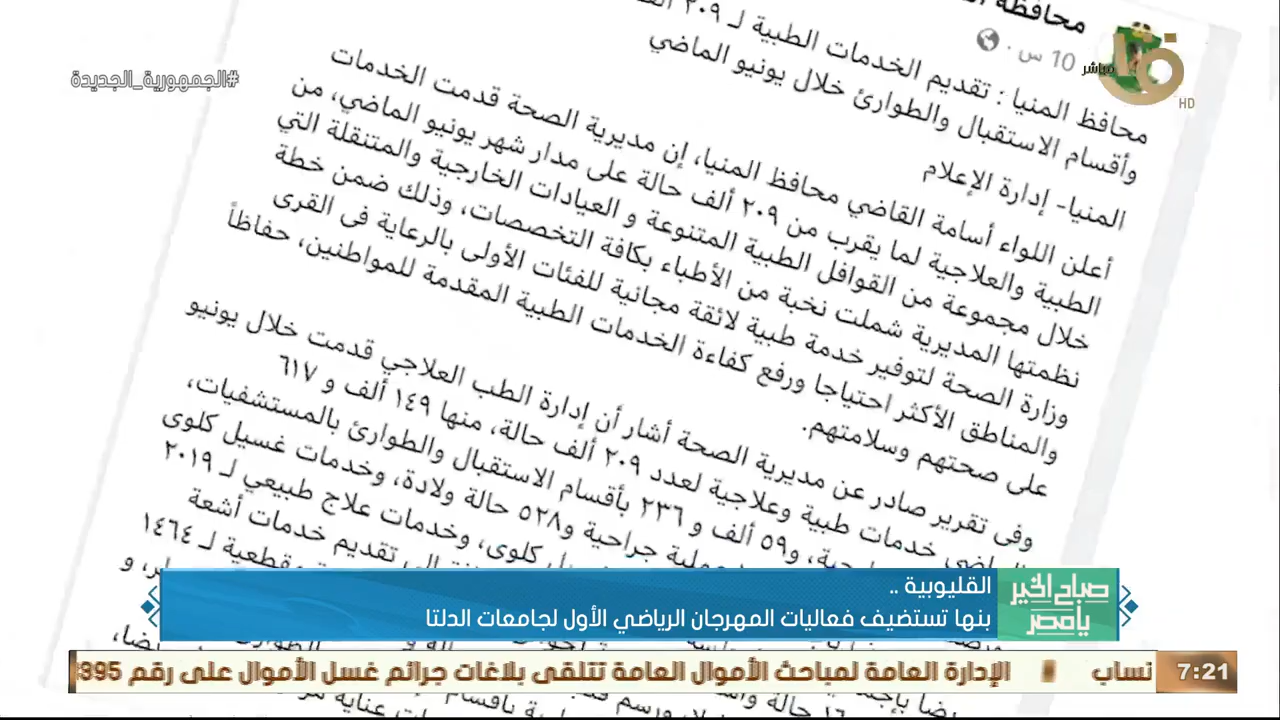 محافظة
10 س
مباشر
HD
#الجمهورية_الجديدة
محافظ المنيا : تقديم الخدمات الطبية لـ ٢٠٩
وأقسام الاستقبال والطوارئ خلال يونيو الماضي
المنيا- إدارة الإعلام
أعلن اللواء أسامة القاضي محافظ المنيا، إن مديرية الصحة قدمت الخدمات
الطبية والعلاجية لما يقرب من ٢٠٩ ألف حالة على مدار شهر يونيو الماضي، من
خلال مجموعة من القوافل الطبية المتنوعة و العيادات الخارجية والمتنقلة التي
نظمتها المديرية شملت نخبة من الأطباء بكافة التخصصات، وذلك ضمن خطة
وزارة الصحة لتوفير خدمة طبية لائقة مجانية للفئات الأولى بالرعاية فى القرى
والمناطق الأكثر احتياجا ورفع كفاءة الخدمات الطبية المقدمة للمواطنين، حفاظاً
على صحتهم وسلامتهم.
وفى تقرير صادر عن مديرية الصحة أشار أن إدارة الطب العلاجي قدمت خلال يونيو
خدمات طبية وعلاجية لعدد ٢٠٩ ألف حالة، منها ١٤٩ ألف و ٦١٧
و٥٩ ألف و ٢٣٦ بأقسام الاستقبال والطوارئ بالمستشفيات،
عملية جراحية و٥٢٨ حالة ولادة، وخدمات غسيل كلوى
كلوى، وخدمات علاج طبيعي لـ ٢٠١٩
إلى تقديم خدمات أشعة
مقطعية لـ ١٤٦٤
صباح الخير
يا مصر
القليوبية ..
بنها تستضيف فعاليات المهرجان الرياضي الأول لجامعات الدلتا
7:21
تساب
الإدارة العامة لمباحث الأموال العامة تتلقى بلاغات جرائم غسل الأموال على رقم 395